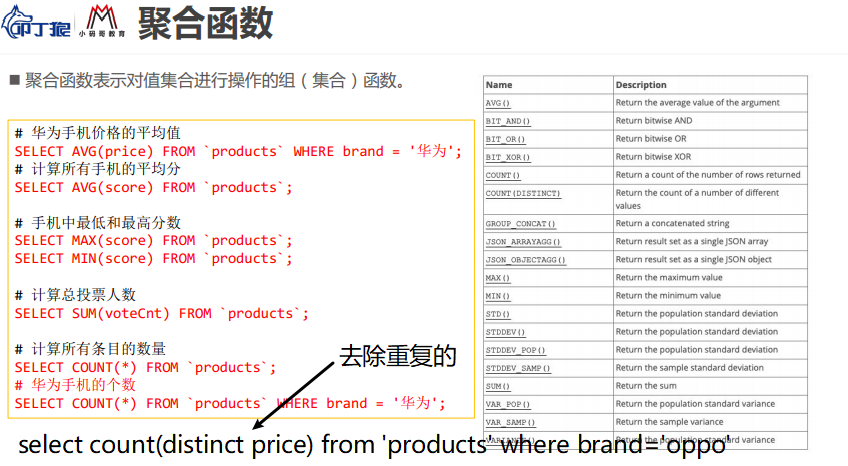 叩丁狼
小码哥教育
聚合函数
■ 聚合函数表示对值集合进行操作的组（集合）函数。
# 华为手机价格的平均值
SELECT AVG(price) FROM `products` WHERE brand = '华为';
# 计算所有手机的平均分
SELECT AVG(score) FROM `products`;
# 手机中最低和最高分数
SELECT MAX(score) FROM `products`;
SELECT MIN(score) FROM `products`;
# 计算总投票人数
SELECT SUM(voteCnt) FROM `products`;
# 计算所有条目的数量
SELECT COUNT(*) FROM `products`;
# 华为手机的个数
SELECT COUNT(*) FROM `products` WHERE brand = '华为';
去除重复的
select count(distinct price) from 'products' where brand='oppo'
Name Description
AVG() Return the average value of the argument
BIT_AND() Return bitwise AND
BIT_OR() Return bitwise OR
BIT_XOR() Return bitwise XOR
COUNT() Return a count of the number of rows returned
COUNT(DISTINCT) Return the count of a number of different
values
GROUP_CONCAT() Return a concatenated string
JSON_ARRAYAGG() Return result set as a single JSON array
JSON_OBJECTAGG() Return result set as a single JSON object
MAX() Return the maximum value
MIN() Return the minimum value
STD() Return the population standard deviation
STDDEV() Return the population standard deviation
STDDEV_POP() Return the population standard deviation
STDDEV_SAMP() Return the sample standard deviation
SUM() Return the sum
VAR_POP() Return the population standard variance
VAR_SAMP() Return the sample variance
VARIANCE() Return the population standard variance